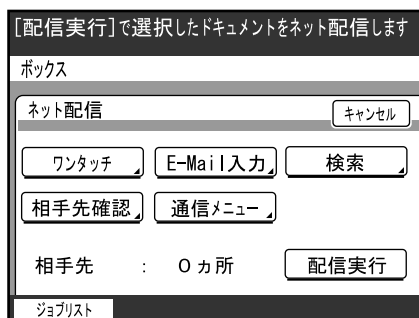 [配信実行]で選択したドキュメントをネット配信します
ボックス
ネット配信 キャンセル
ワンタッチ E-Mail入力 検索
相手先確認 通信メニュー
相手先 : 0ヵ所 配信実行
ジョブリスト